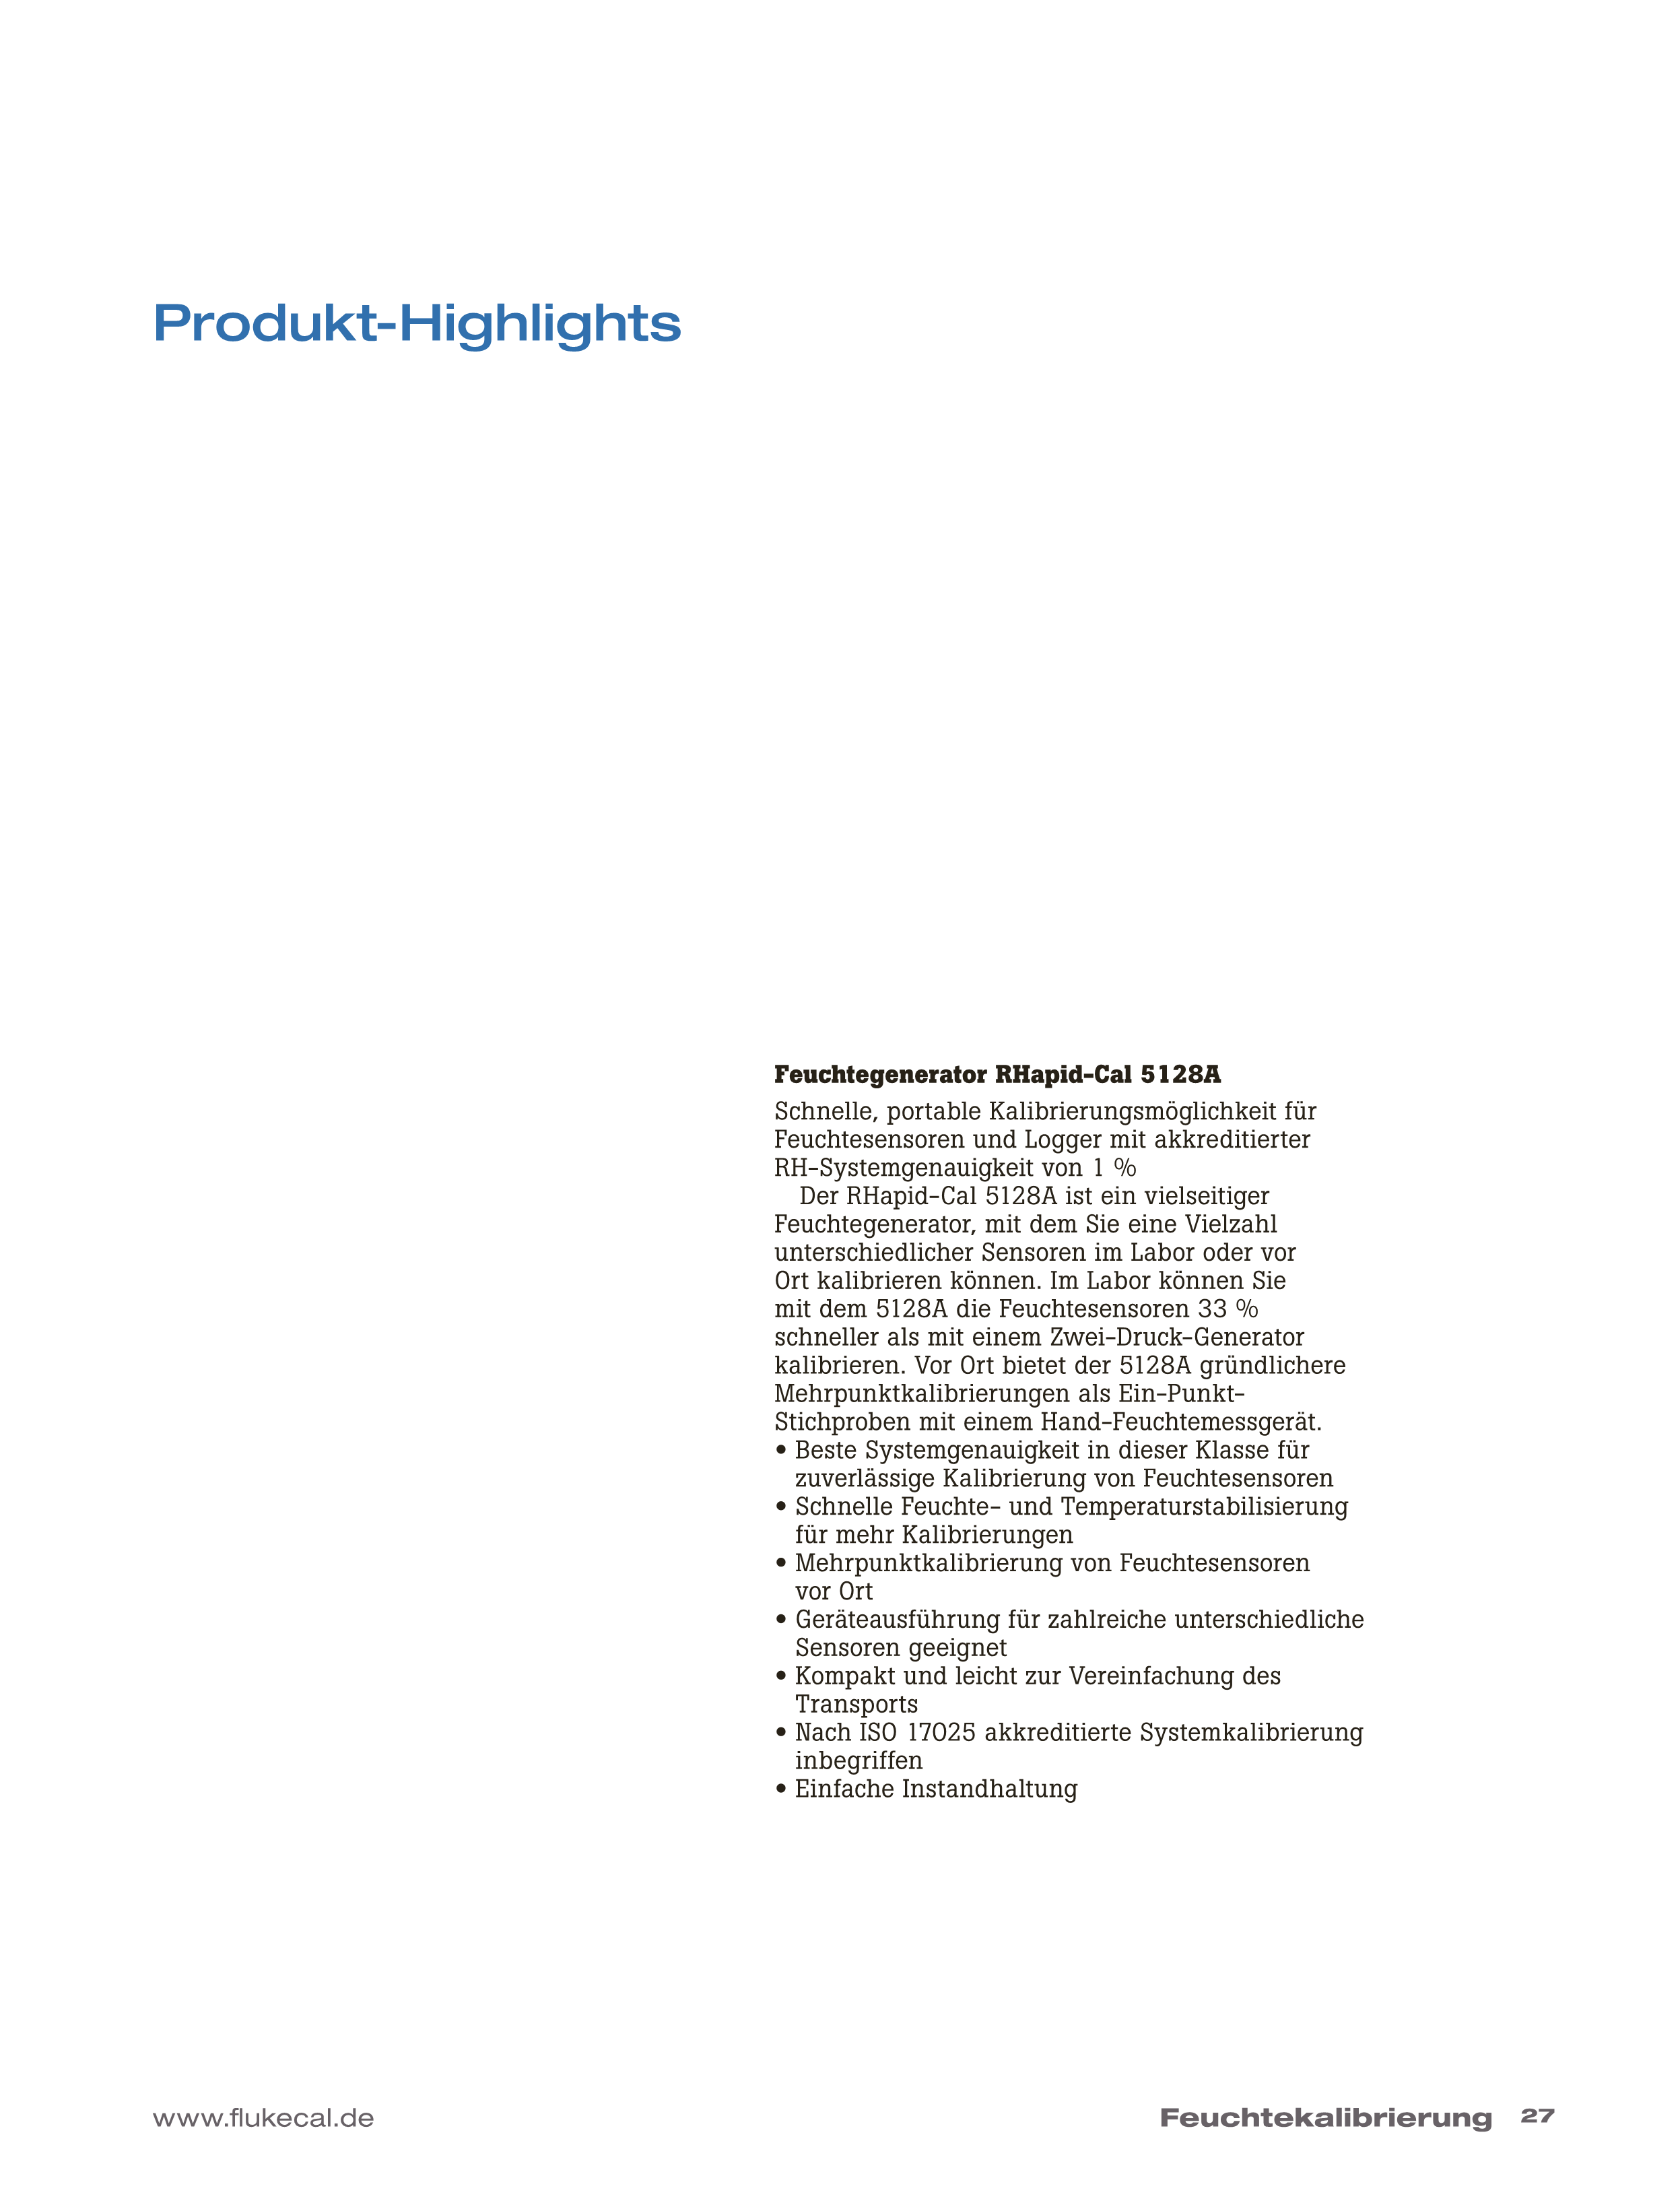 Produkt-Highlights
Feuchtegenerator RHapid-Cal 5128A
Schnelle, portable Kalibrierungsmöglichkeit für
Feuchtesensoren und Logger mit akkreditierter
RH-Systemgenauigkeit von 1 %
Der RHapid-Cal 5128A ist ein vielseitiger
Feuchtegenerator, mit dem Sie eine Vielzahl
unterschiedlicher Sensoren im Labor oder vor
Ort kalibrieren können. Im Labor können Sie
mit dem 5128A die Feuchtesensoren 33 %
schneller als mit einem Zwei-Druck-Generator
kalibrieren. Vor Ort bietet der 5128A gründlichere
Mehrpunktkalibrierungen als Ein-Punkt-
Stichproben mit einem Hand-Feuchtemessgerät.
• Beste Systemgenauigkeit in dieser Klasse für
zuverlässige Kalibrierung von Feuchtesensoren
• Schnelle Feuchte- und Temperaturstabilisierung
für mehr Kalibrierungen
• Mehrpunktkalibrierung von Feuchtesensoren
vor Ort
• Geräteausführung für zahlreiche unterschiedliche
Sensoren geeignet
• Kompakt und leicht zur Vereinfachung des
Transports
• Nach ISO 17025 akkreditierte Systemkalibrierung
inbegriffen
• Einfache Instandhaltung
www.flukecal.de
Feuchtekalibrierung 27